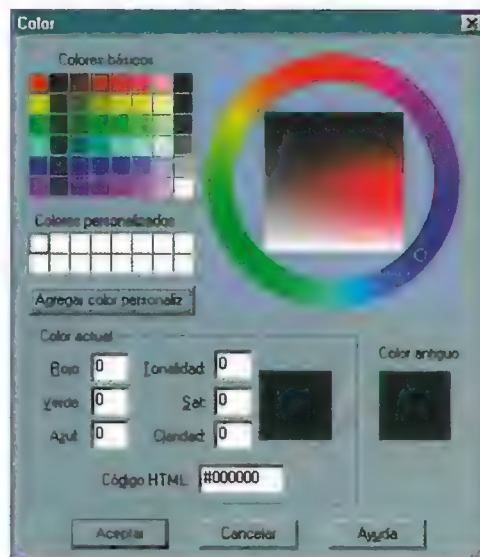 Color
Colores básicos
Colores personalizados
Agregar color personaliz
Color actual
Color antiguo
Rojo: 0
Tonalidad: 0
Verde: 0
Sat: 0
Azul: 0
Claridad: 0
Código HTML: #000000
Aceptar
Cancelar
Ayuda